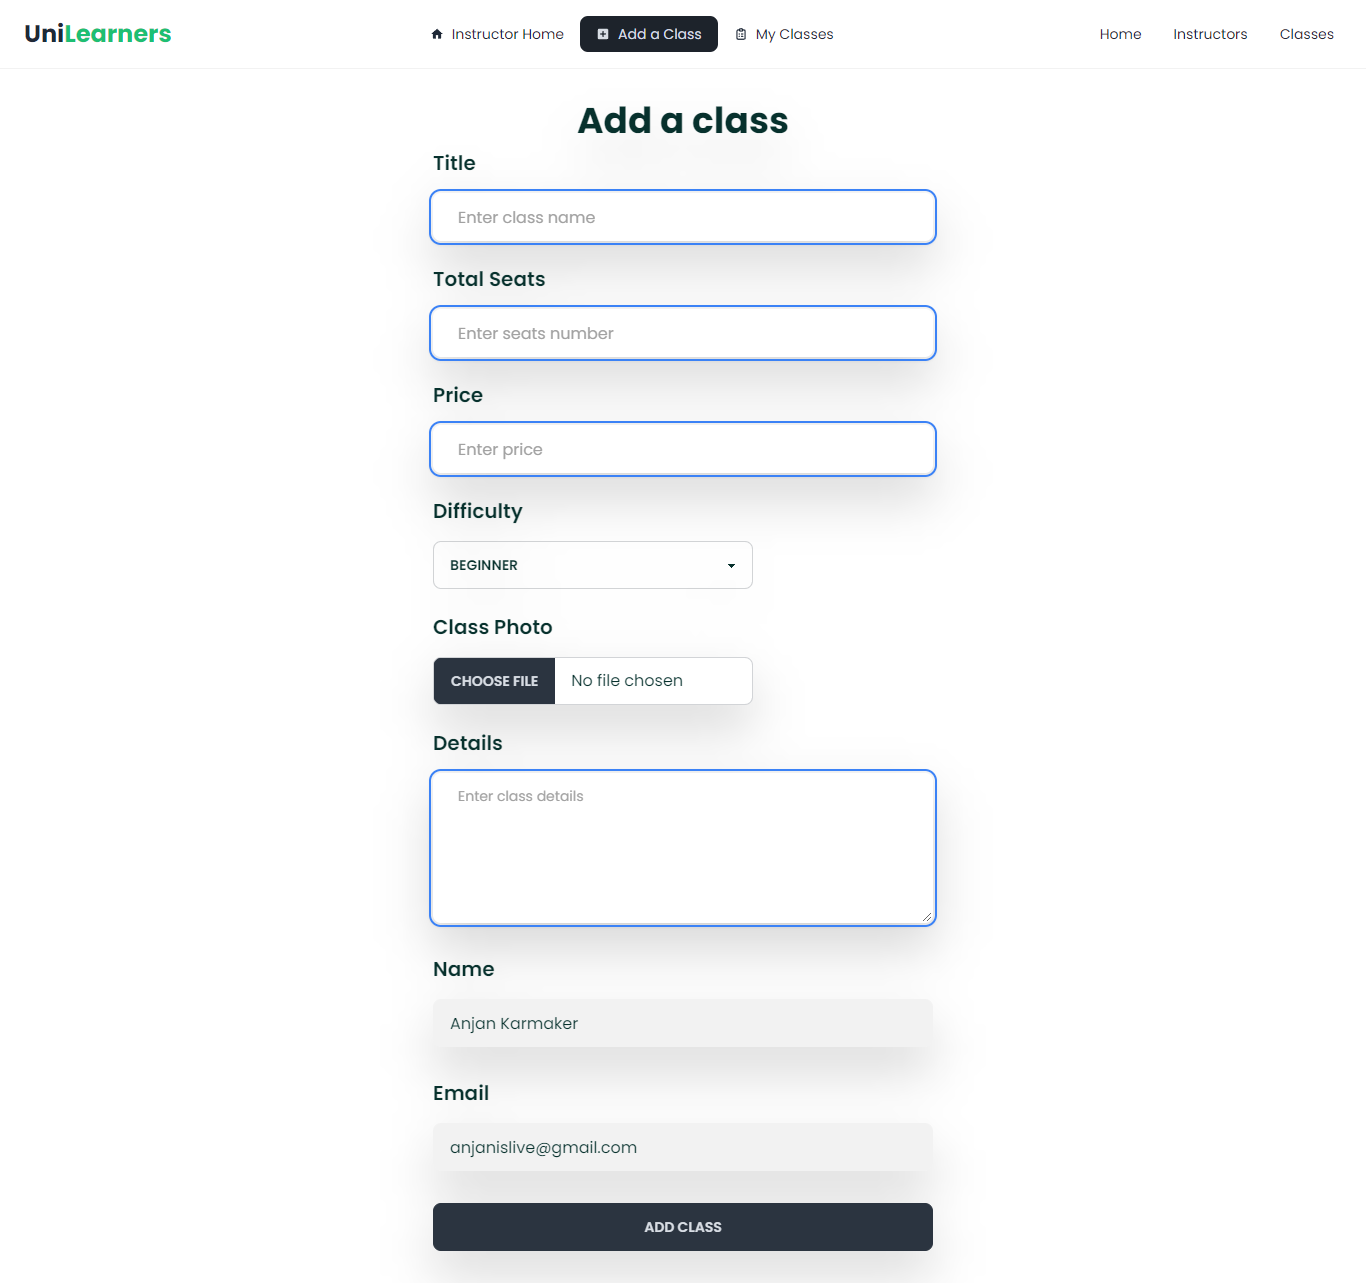 UniLearners
Instructor Home
Add a Class
My Classes
Home
Instructors
Classes
Add a class
Title
Enter class name
Total Seats
Enter seats number
Price
Enter price
Difficulty
BEGINNER
Class Photo
CHOOSE FILE
No file chosen
Details
Enter class details
Name
Anjan Karmaker
Email
anjanislive@gmail.com
ADD CLASS